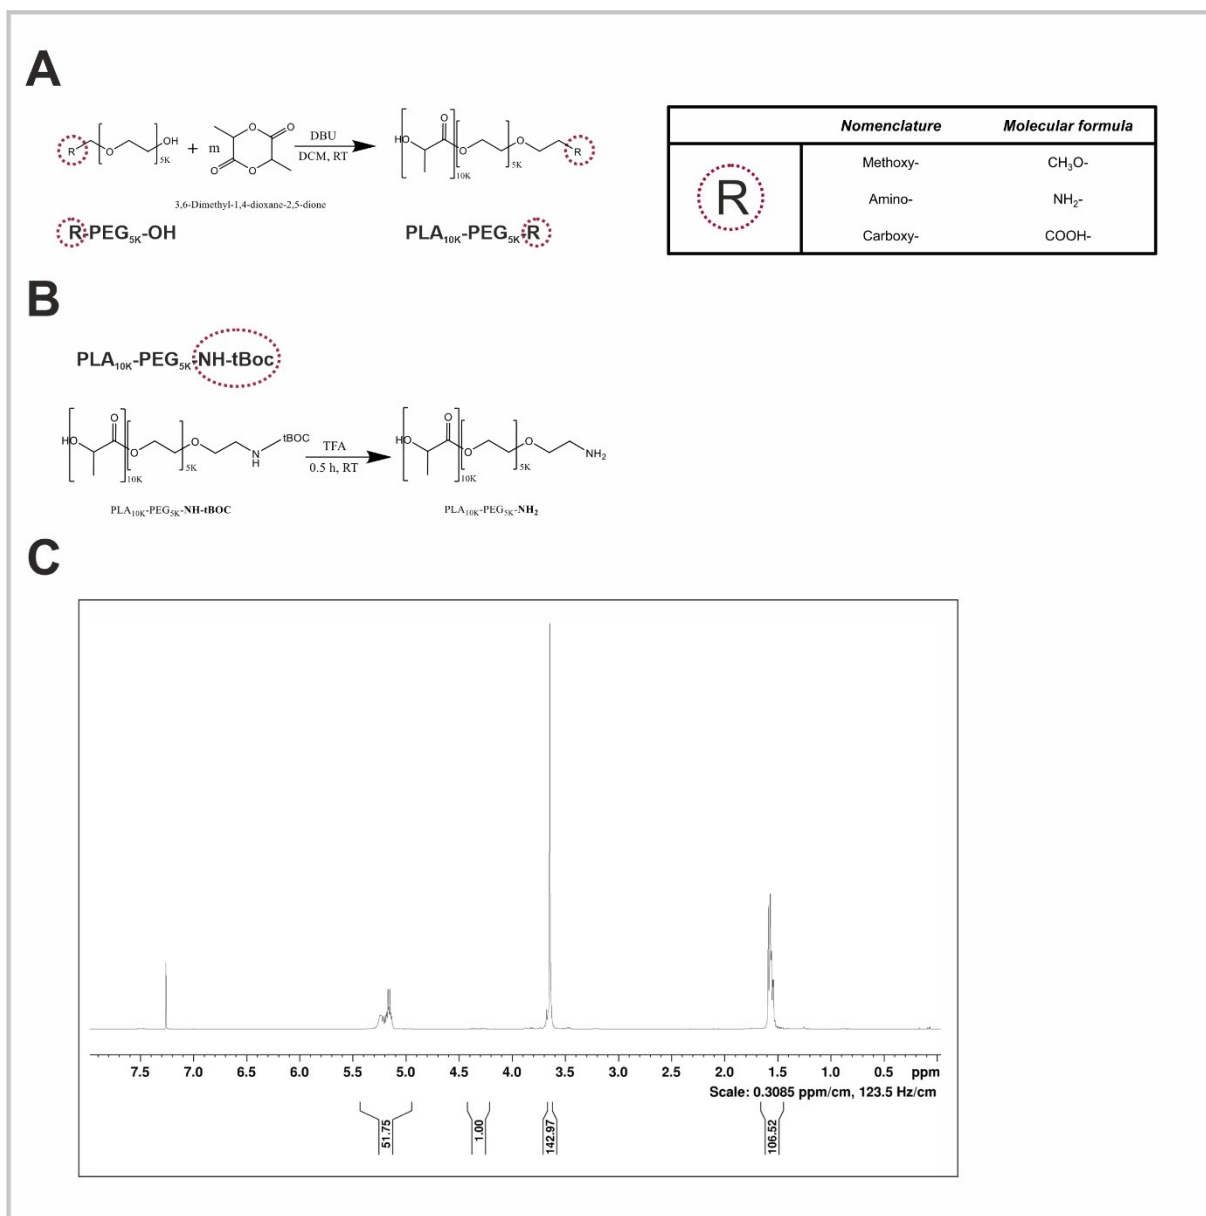 A
R
O
OH
5K
+
m
O
O
O
O
DBU
DCM, RT
HO
O
O
O
10K
5K
R
3,6-Dimethyl-1,4-dioxane-2,5-dione
R-PEG5K-OH
PLA10K-PEG5K-R
Nomenclature Molecular formula
R
Methoxy- CH3O-
Amino- NH2-
Carboxy- COOH-
B
PLA10K-PEG5K-NH-tBoc
HO
O
O
O
N
H
tBOC
10K
5K
TFA
0.5 h, RT
HO
O
O
O
NH2
10K
5K
PLA10K-PEG5K-NH-tBOC
PLA10K-PEG5K-NH2
C
7.5 7.0 6.5 6.0 5.5 5.0 4.5 4.0 3.5 3.0 2.5 2.0 1.5 1.0 0.5 ppm
Scale: 0.3085 ppm/cm, 123.5 Hz/cm
51.75
1.00
142.97
106.52